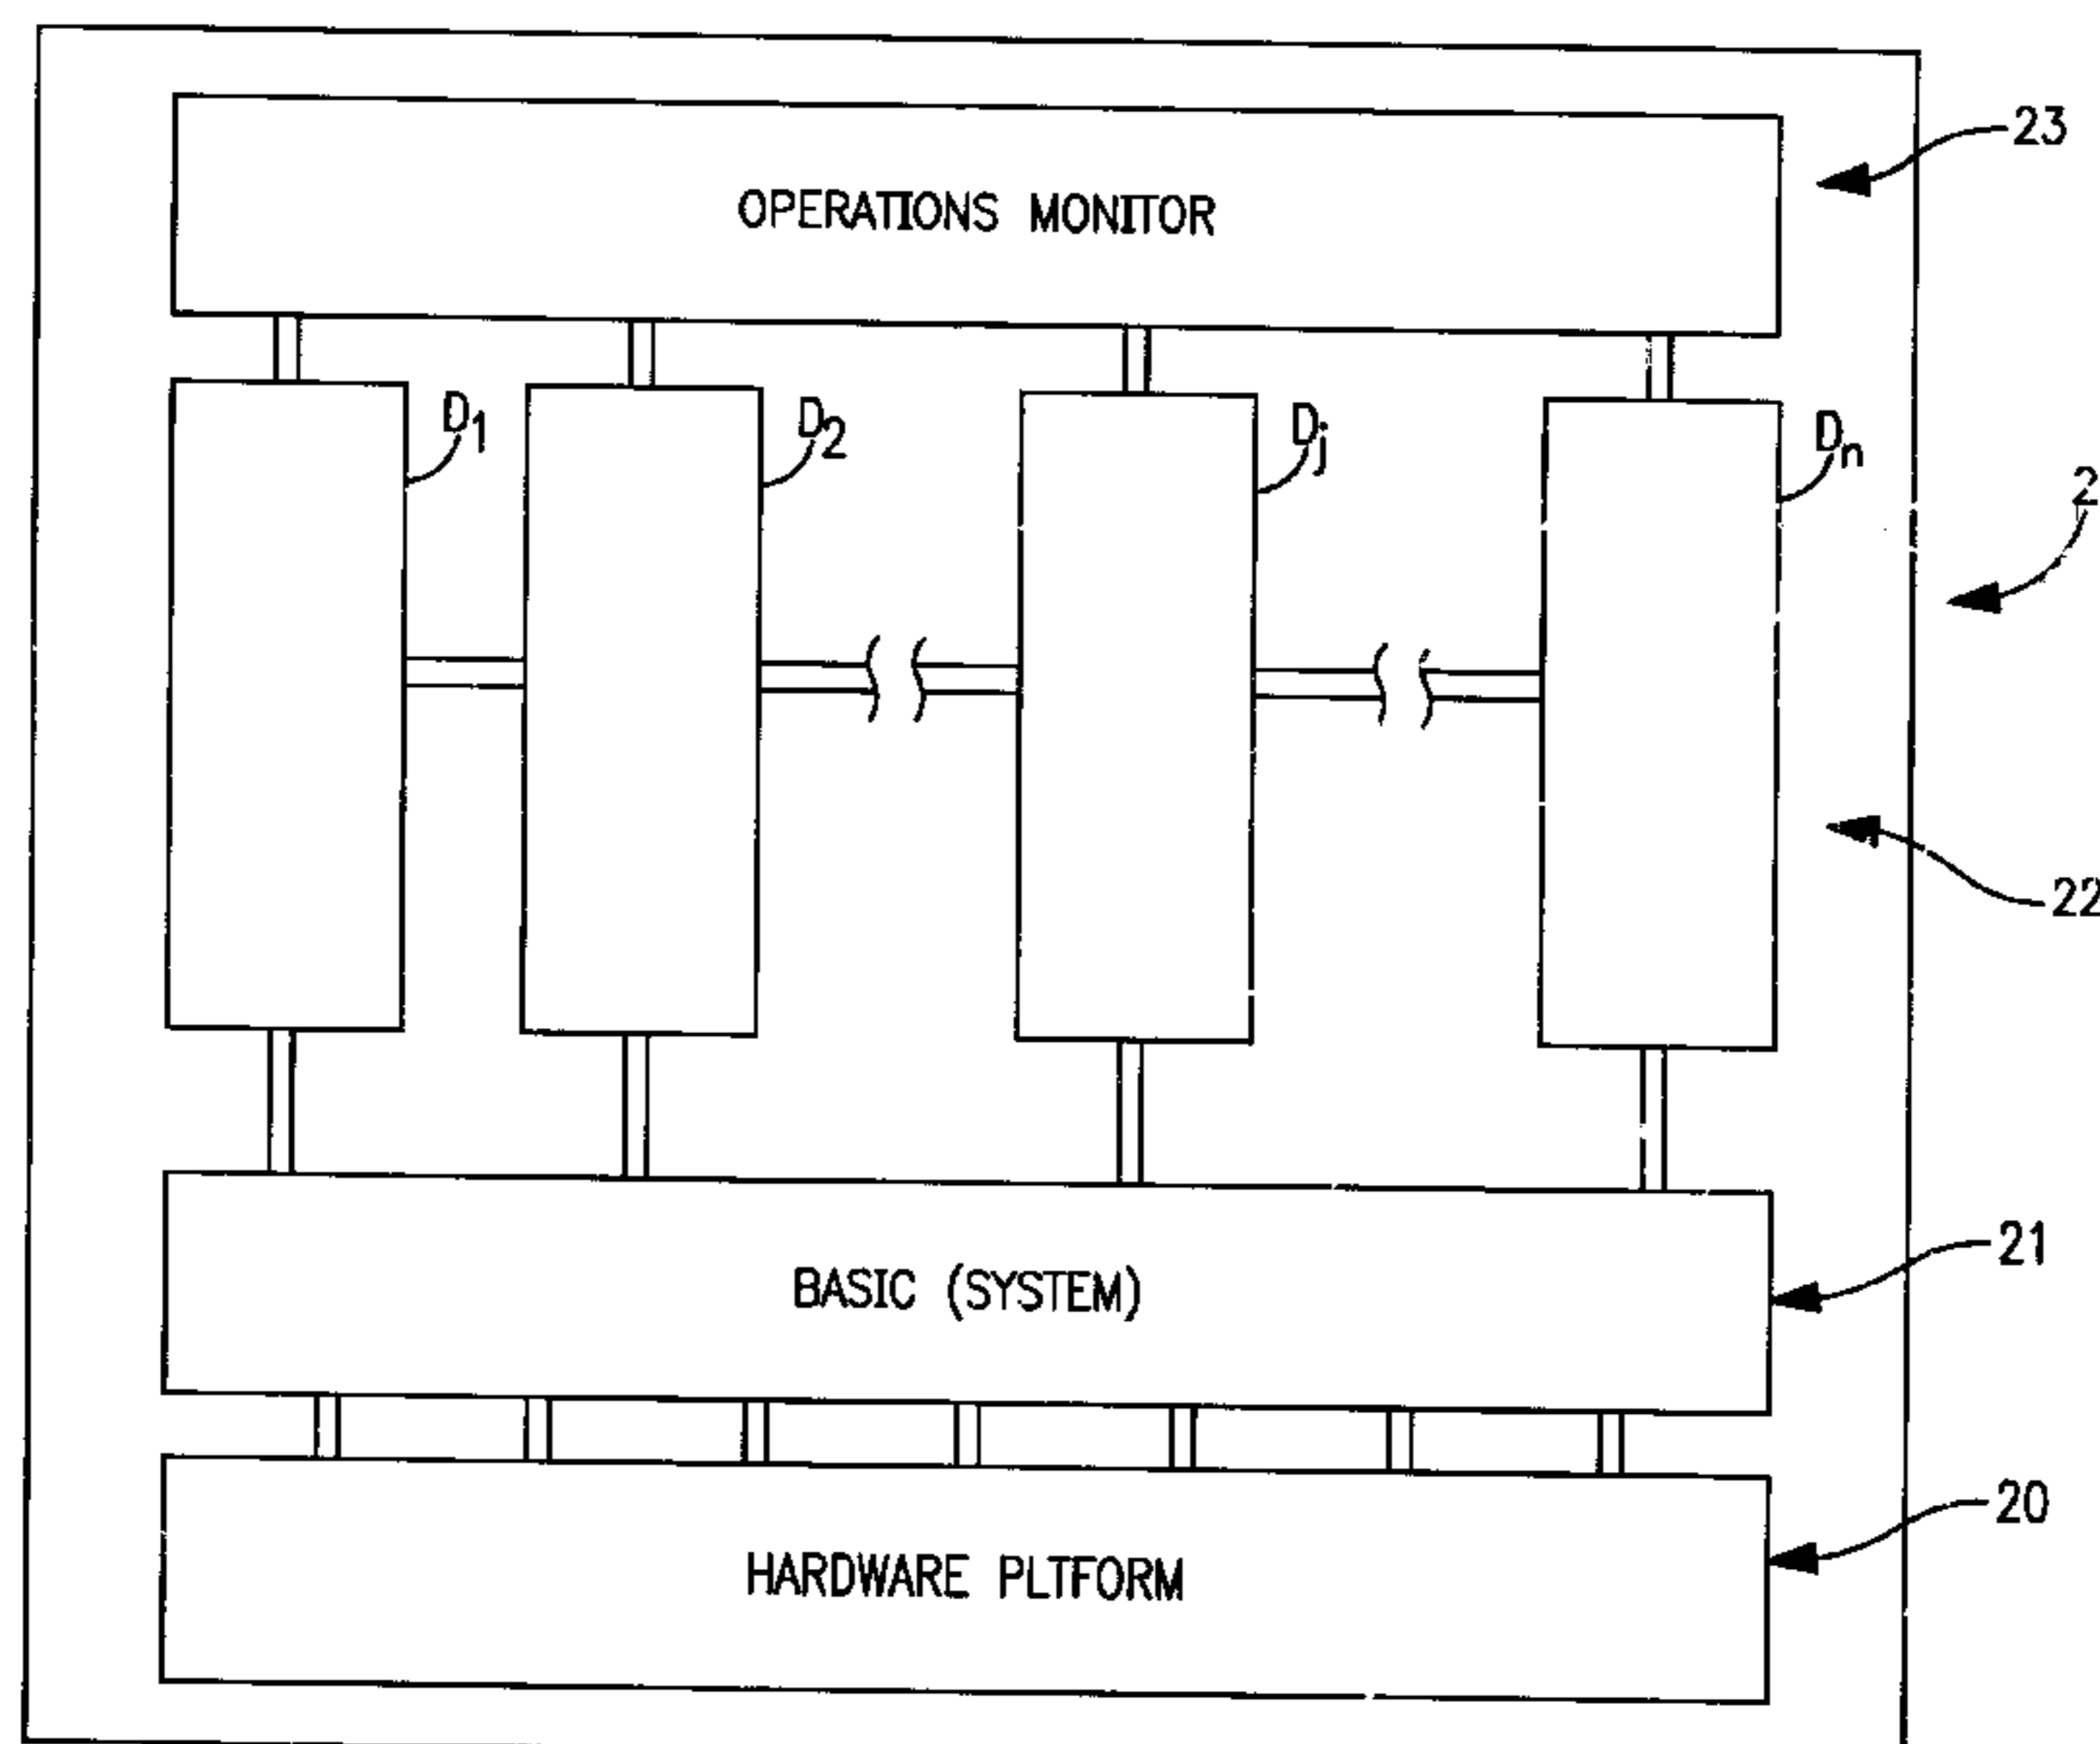 23
OPERATIONS MONITOR
D1
D2
Dj
Dn
2
22
21
BASIC (SYSTEM)
20
HARDWARE PLTFORM